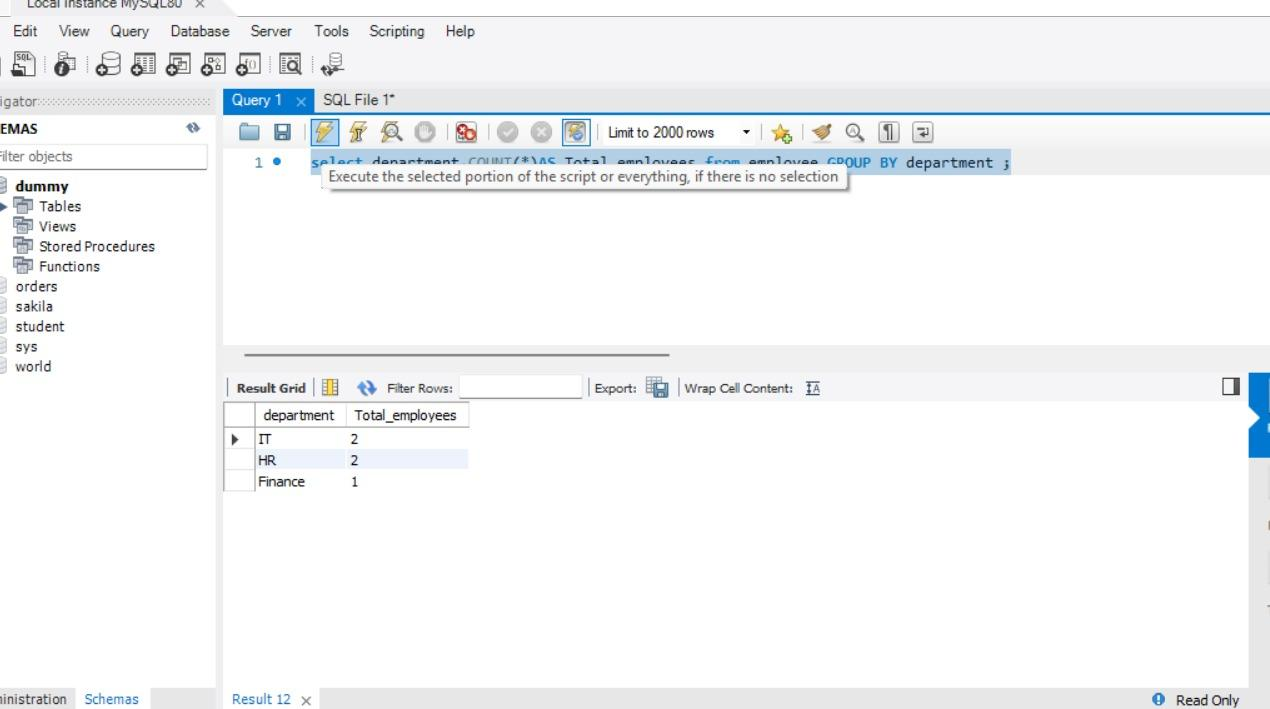 Local instance MySQL80 ×
Edit View Query Database Server Tools Scripting Help
igator
Query 1 × SQL File 1*
EMAS
Limit to 2000 rows
ilter objects
1 select department,COUNT(*)AS Total_employees from employee GROUP BY department ;
Execute the selected portion of the script or everything, if there is no selection
dummy
Tables
Views
Stored Procedures
Functions
orders
sakila
student
sys
world
Result Grid Filter Rows: Export: Wrap Cell Content:
department Total_employees
IT 2
HR 2
Finance 1
ministration Schemas
Result 12 × Read Only